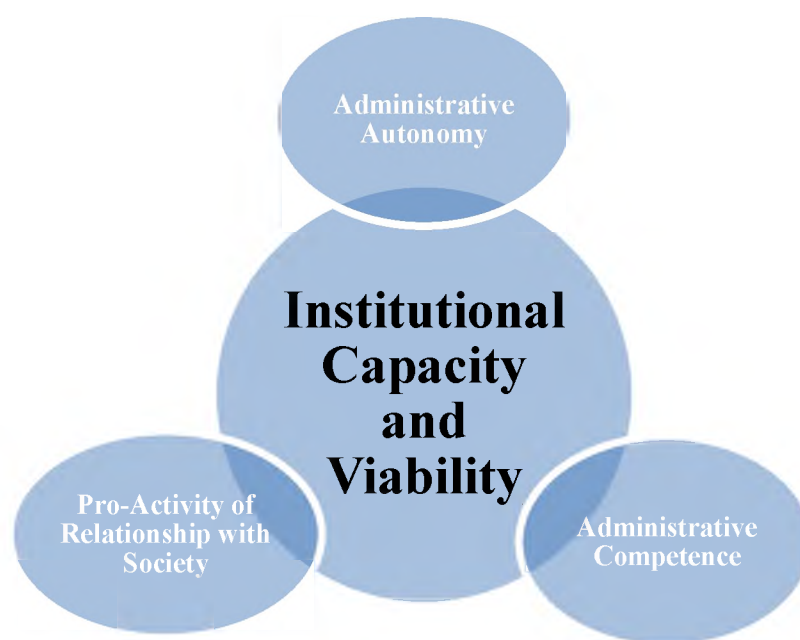 Administrative
Autonomy
Institutional
Capacity
and
Viability
Pro-Activity of
Relationship with
Society
Administrative
Competence